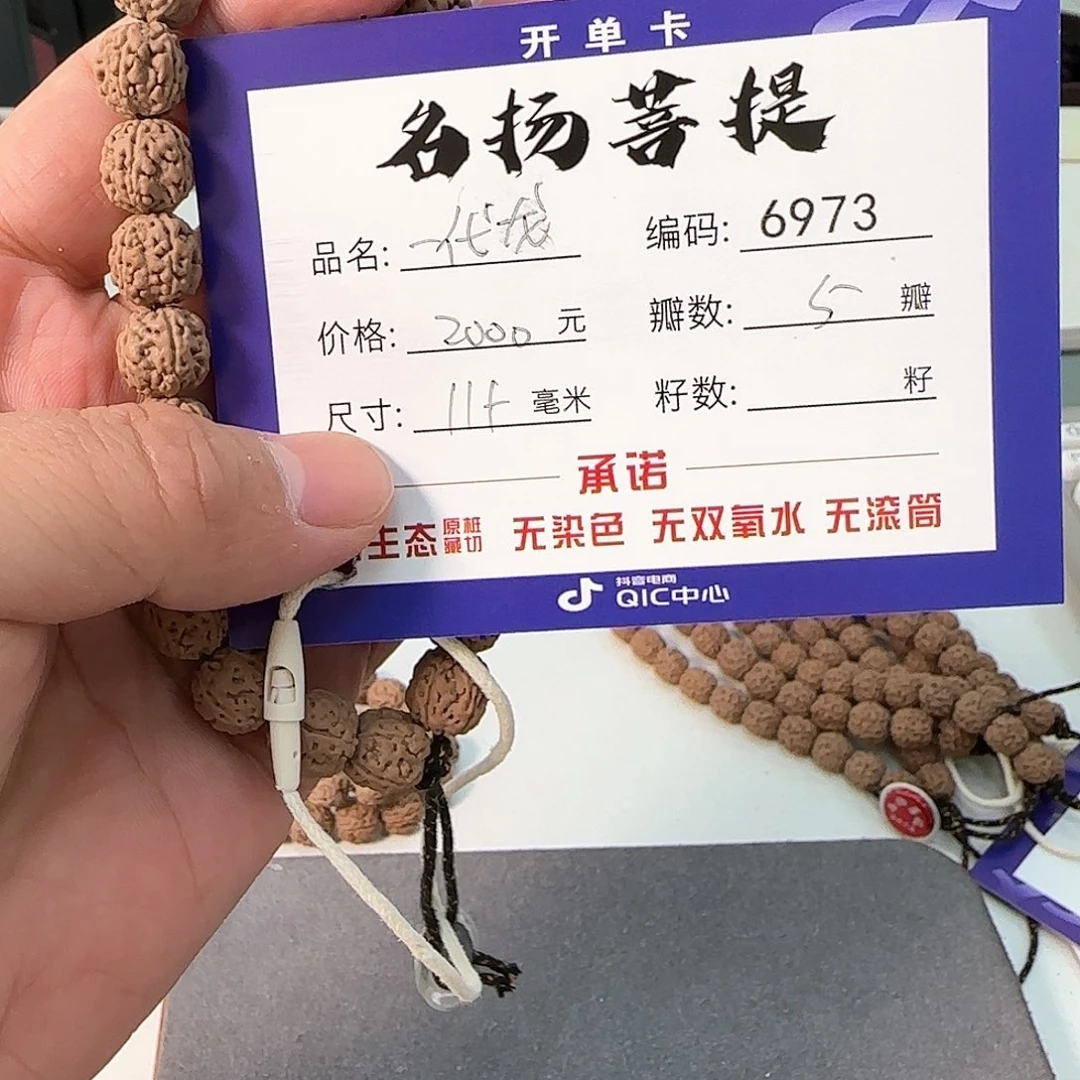 开单卡
名扬菩提
品名: 一代龙 编码: 6973
价格: 2000 元 瓣数: 5 瓣
尺寸: 11+ 毫米 籽数: 籽
承诺
生态 原桩藏切 无染色 无双氧水 无滚筒
抖音电商
QIC中心